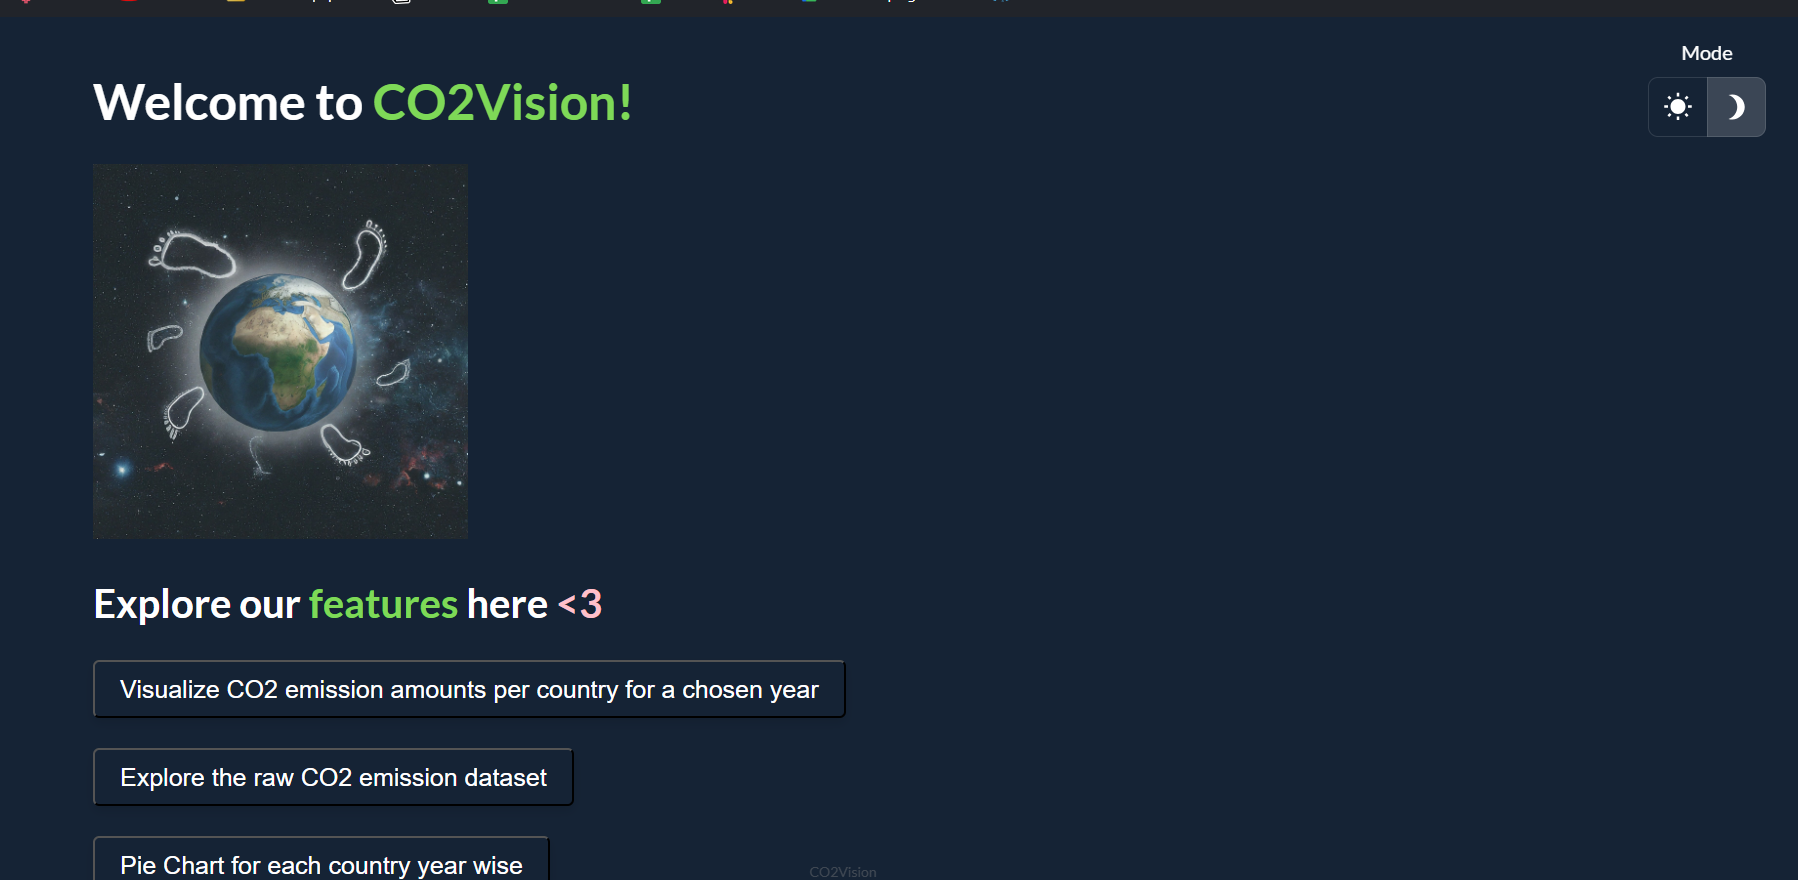 Mode
Welcome to CO2Vision!
Explore our features here <3
Visualize CO2 emission amounts per country for a chosen year
Explore the raw CO2 emission dataset
Pie Chart for each country year wise
CO2Vision